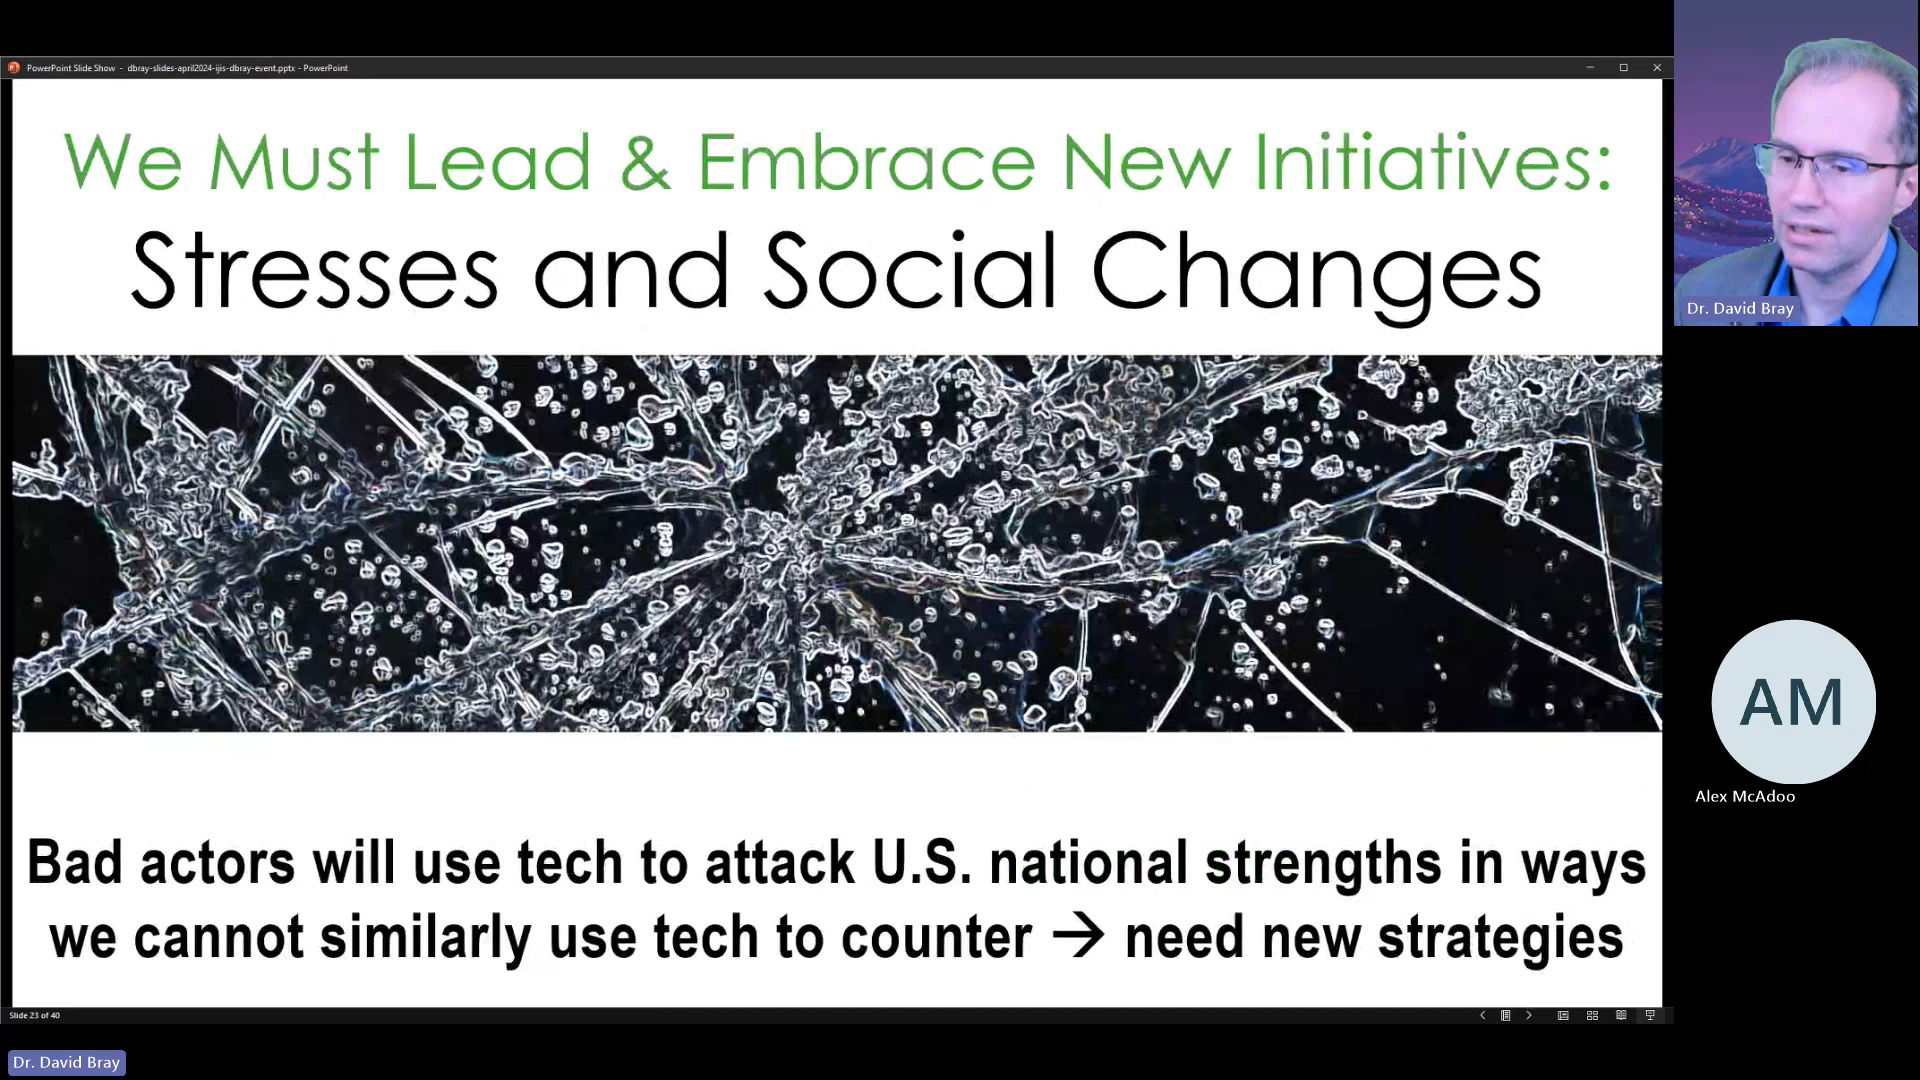 PowerPoint Slide Show - dbray-slides-april2024-ijis-dbray-event.pptx - PowerPoint
We Must Lead & Embrace New Initiatives:
Stresses and Social Changes
Bad actors will use tech to attack U.S. national strengths in ways
we cannot similarly use tech to counter → need new strategies
Slide 23 of 40
Dr. David Bray
AM
Alex McAdoo
Dr. David Bray